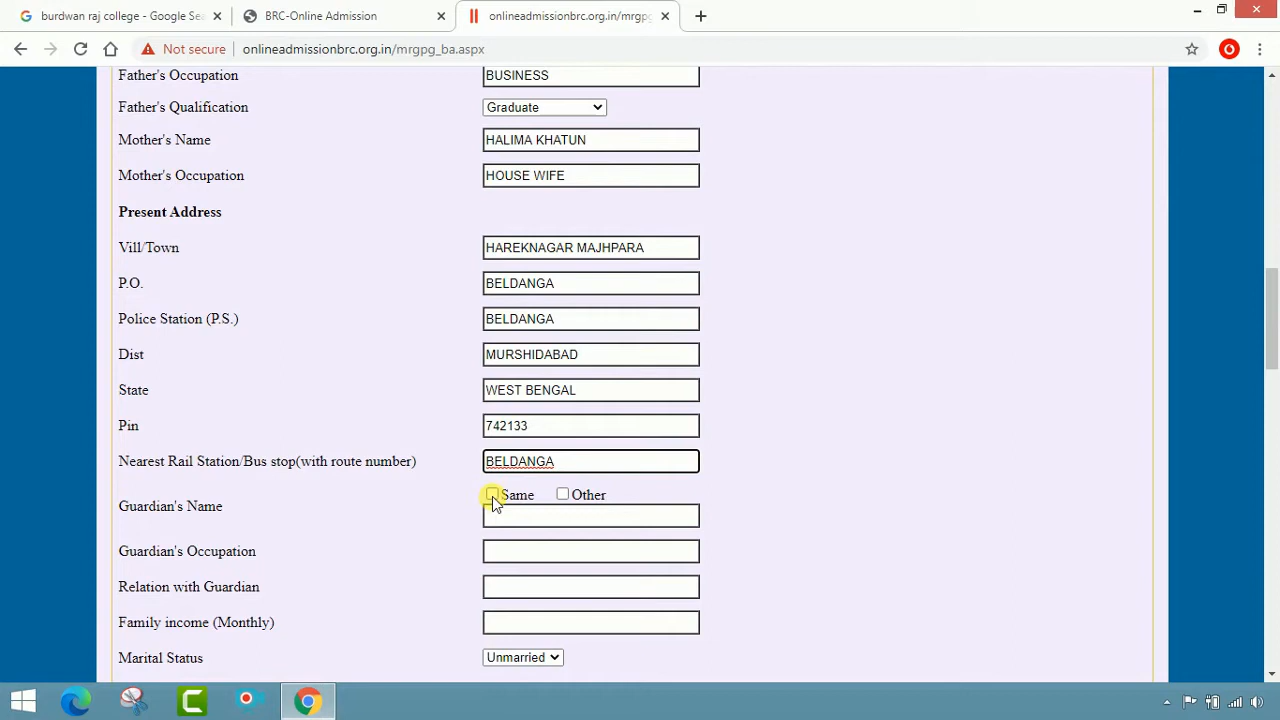 burdwan raj college - Google Sea
BRC-Online Admission
onlineadmissionbrc.org.in/mrgpg_
Not secure
onlineadmissionbrc.org.in/mrgpg_ba.aspx
Father's Occupation BUSINESS
Father's Qualification Graduate
Mother's Name HALIMA KHATUN
Mother's Occupation HOUSE WIFE
Present Address
Vill/Town HAREKNAGAR MAJHPARA
P.O. BELDANGA
Police Station (P.S.) BELDANGA
Dist MURSHIDABAD
State WEST BENGAL
Pin 742133
Nearest Rail Station/Bus stop(with route number) BELDANGA
Same Other
Guardian's Name
Guardian's Occupation
Relation with Guardian
Family income (Monthly)
Marital Status Unmarried